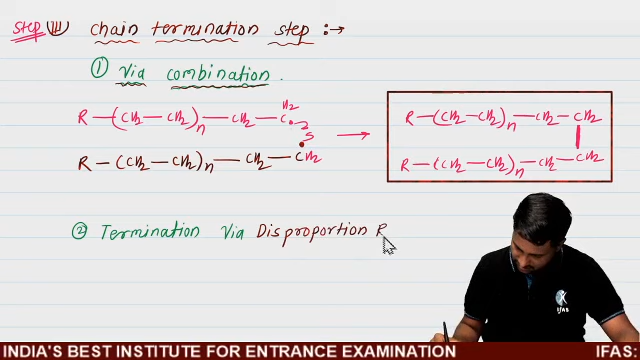 Step III chain termination step :→
① Via combination.
R—(CH2—CH2)n—CH2—CH2
R—(CH2—CH2)n—CH2—CH2
→
R—(CH2—CH2)n—CH2—CH2
R—(CH2—CH2)n—CH2—CH2
② Termination Via Disproportion R
iFAS
INDIA'S BEST INSTITUTE FOR ENTRANCE EXAMINATION IFAS: